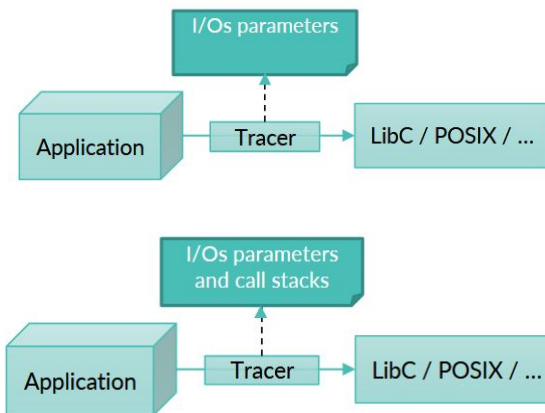 I/Os parameters
Application
Tracer
LibC / POSIX / ...
I/Os parameters
and call stacks
Application
Tracer
LibC / POSIX / ...